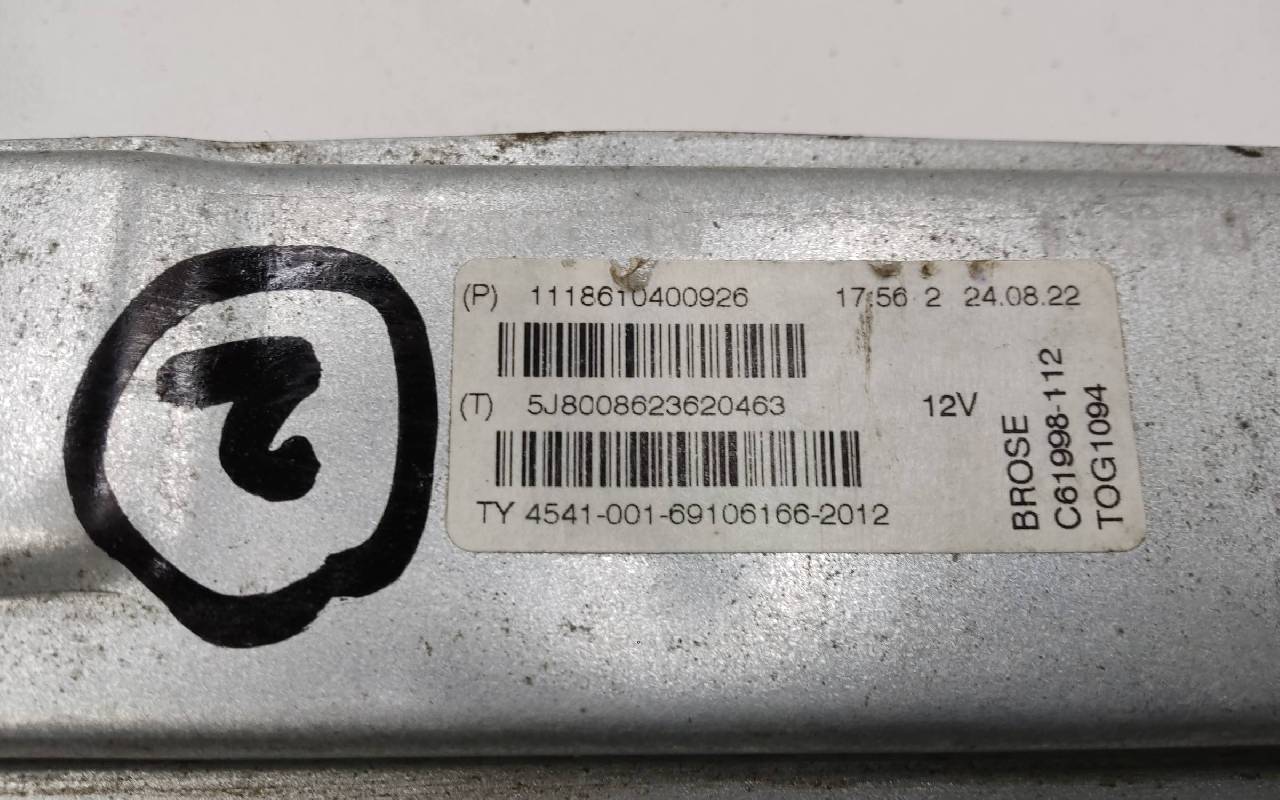 2
(P) 1118610400926 17:56 2 24.08.22
(T) 5J8008623620463 12V
TY 4541-001-69106166-2012
BROSE
C61998-112
TOG1094